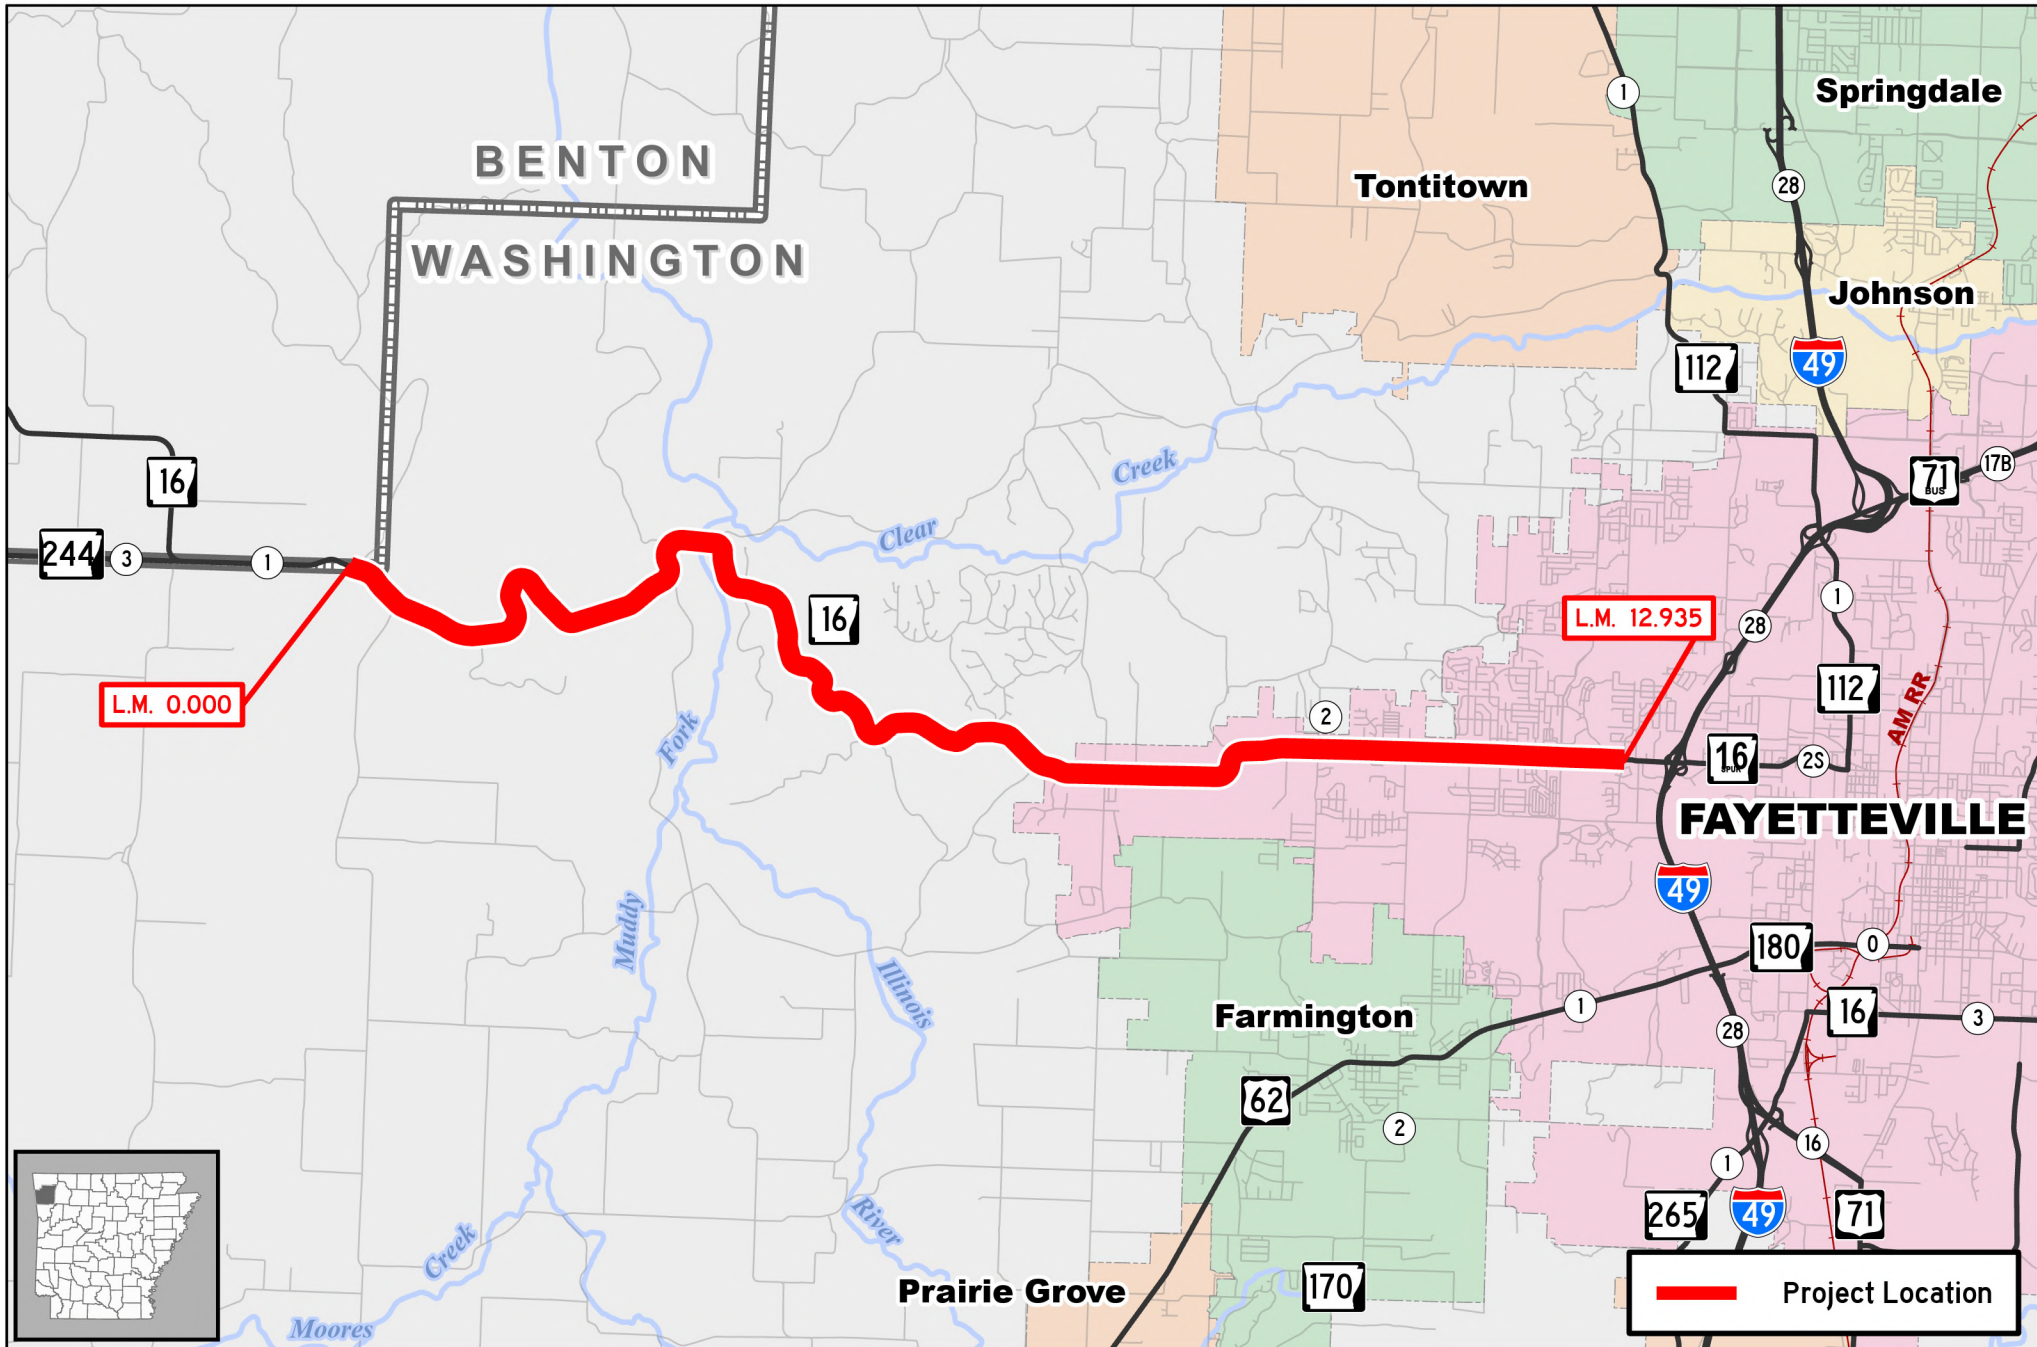 1
Springdale
BENTON
28
Tontitown
WASHINGTON
Johnson
112
49
16
Creek
71
BUS
17B
Clear
244
3
1
16
L.M. 12.935
1
28
L.M. 0.000
112
2
AM RR
Fork
16
SPUR
2S
FAYETTEVILLE
49
Muddy
180
0
Illinois
Farmington
1
16
3
28
62
2
16
1
River
265
49
71
Creek
Prairie Grove
170
Project Location
Moores